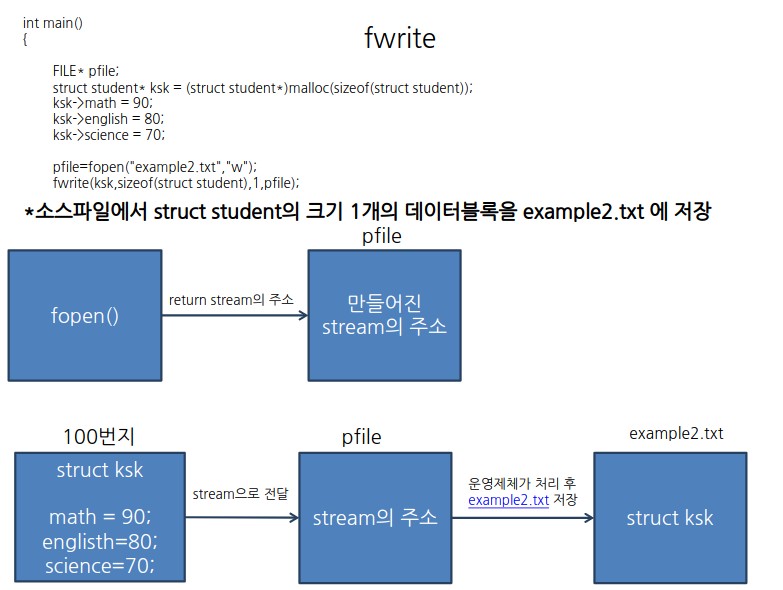 int main()
{
fwrite
FILE* pfile;
struct student* ksk = (struct student*)malloc(sizeof(struct student));
ksk->math = 90;
ksk->english = 80;
ksk->science = 70;
pfile=fopen("example2.txt","w");
fwrite(ksk,sizeof(struct student),1,pfile);
*소스파일에서 struct student의 크기 1개의 데이터블록을 example2.txt 에 저장
pfile
fopen()
return stream의 주소
만들어진
stream의 주소
100번지
pfile
example2.txt
struct ksk
math = 90;
englisth=80;
science=70;
stream으로 전달
stream의 주소
운영제체가 처리 후
example2.txt 저장
struct ksk